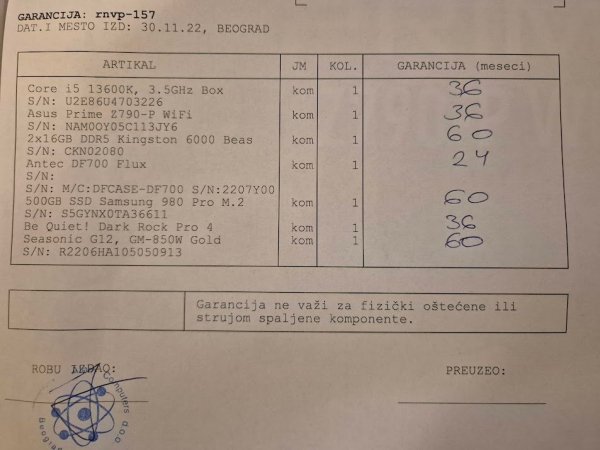 GARANCIJA: rnvp-157
DAT.I MESTO IZD: 30.11.22, BEOGRAD
ARTIKAL JM KOL. GARANCIJA (meseci)
Core i5 13600K, 3.5GHz Box kom 1 36
S/N: U2E86U4703226
Asus Prime Z790-P WiFi kom 1 36
S/N: NAM0OY05C113JY6
2x16GB DDR5 Kingston 6000 Beas kom 1 60
S/N: CKN02080
Antec DF700 Flux kom 1 24
S/N:
S/N: M/C:DFCASE-DF700 S/N:2207Y00
500GB SSD Samsung 980 Pro M.2 kom 1 60
S/N: S5GYNX0TA36611
Be Quiet! Dark Rock Pro 4 kom 1 36
Seasonic G12, GM-850W Gold kom 1 60
S/N: R2206HA105050913
Garancija ne važi za fizički oštećene ili
strujom spaljene komponente.
ROBU IZDAO: PREUZEO:
Computers doo